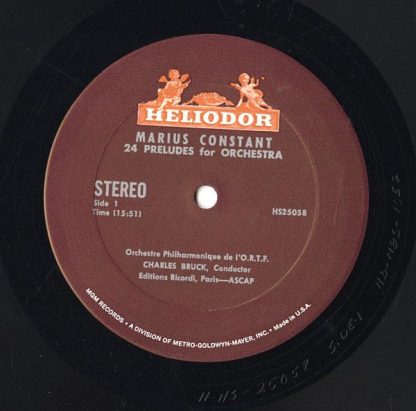 HELIODOR
MARIUS CONSTANT
24 PRELUDES for ORCHESTRA
STEREO
Side 1
Time (15:51)
HS25058
Orchestre Philharmonique de l'O.R.T.F.
CHARLES BRUCK, Conductor
Editions Ricordi, Paris—ASCAP
MGM RECORDS • A DIVISION OF METRO-GOLDWYN-MAYER, INC. • Made in U.S.A.